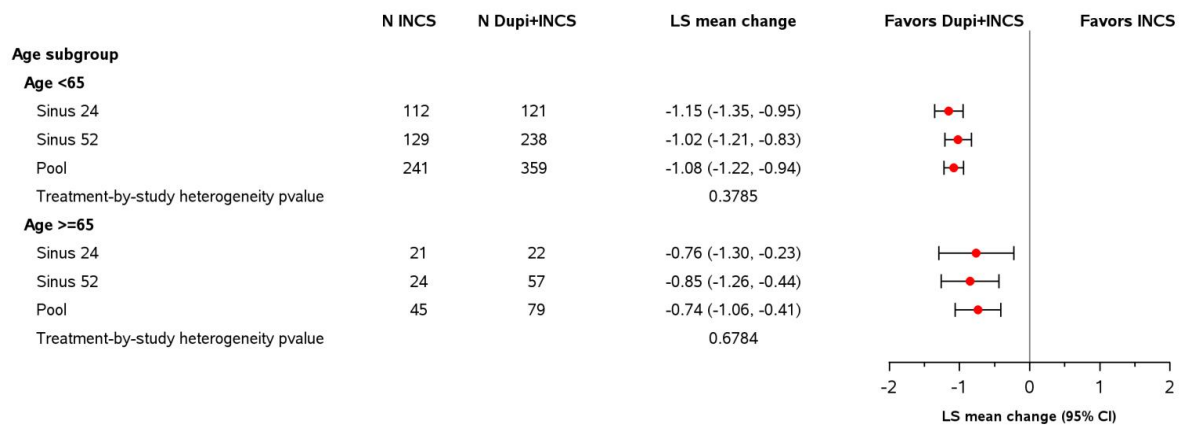 N INCS N Dupi+INCS LS mean change Favors Dupi+INCS Favors INCS
Age subgroup
Age <65
Sinus 24 112 121 -1.15 (-1.35, -0.95)
Sinus 52 129 238 -1.02 (-1.21, -0.83)
Pool 241 359 -1.08 (-1.22, -0.94)
Treatment-by-study heterogeneity pvalue 0.3785
Age >=65
Sinus 24 21 22 -0.76 (-1.30, -0.23)
Sinus 52 24 57 -0.85 (-1.26, -0.44)
Pool 45 79 -0.74 (-1.06, -0.41)
Treatment-by-study heterogeneity pvalue 0.6784
-2 -1 0 1 2
LS mean change (95% CI)